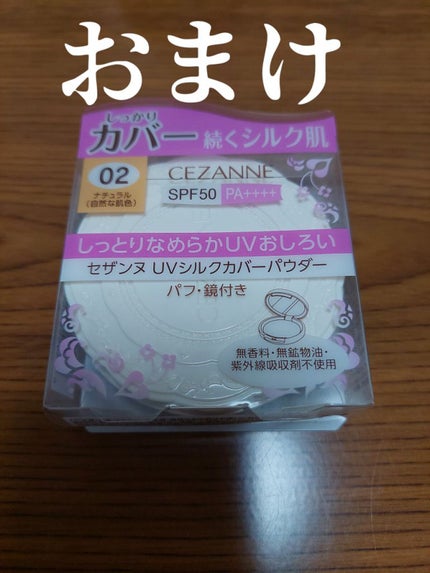 おまけ
しっかり
カバー 続くシルク肌
02
ナチュラル
(自然な肌色)
CEZANNE
SPF50 PA++++
しっとりなめらかUVおしろい
セザンヌ UVシルクカバーパウダー
パフ・鏡付き
無香料・無鉱物油・
紫外線吸収剤不使用